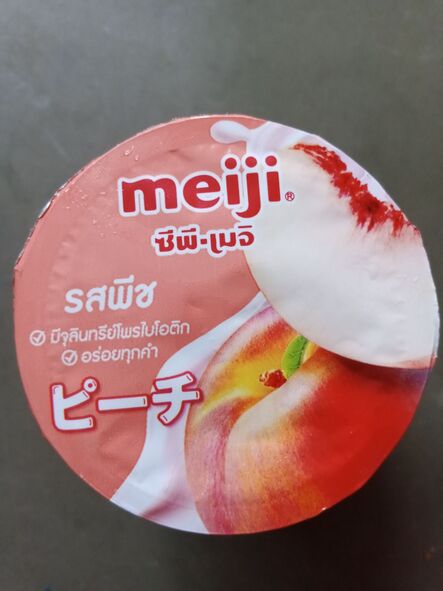 meiji®
ซีพี-เมจิ
รสพีช
มีจุลินทรีย์โพรไบโอติก
อร่อยทุกคำ
ピーチ